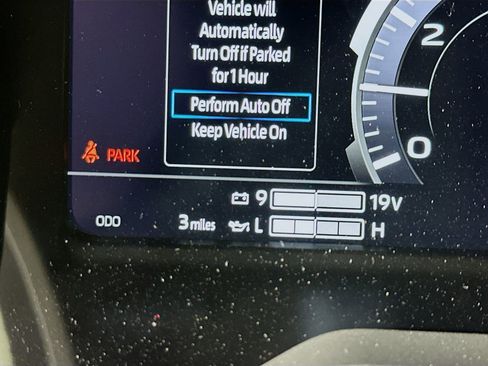 Vehicle will
Automatically
Turn Off if Parked
for 1 Hour
Perform Auto Off
Keep Vehicle On
2
0
PARK
9 19V
ODO 3 miles L H